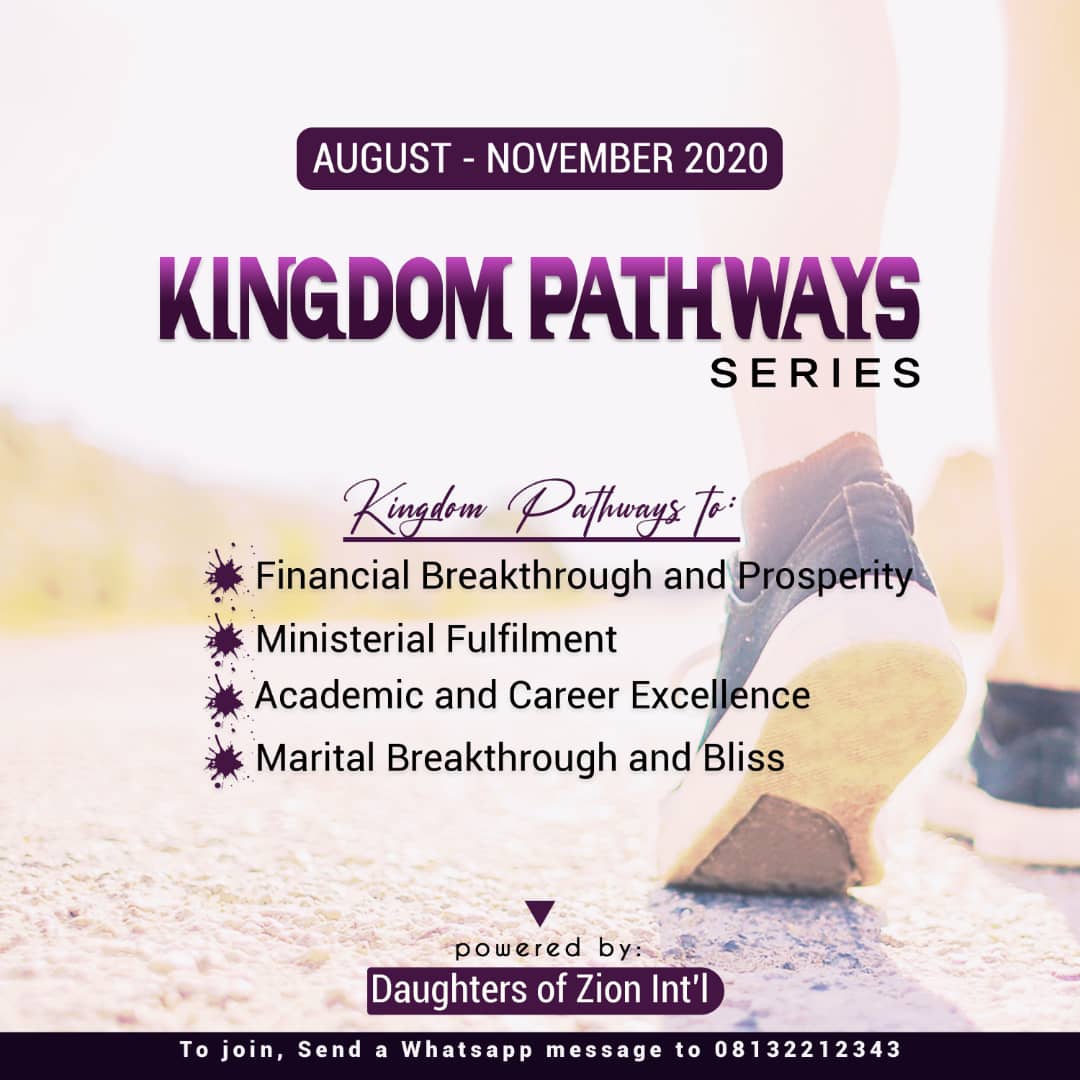 AUGUST - NOVEMBER 2020
KINGDOM PATHWAYS
SERIES
Kingdom Pathways to:
Financial Breakthrough and Prosperity
Ministerial Fulfilment
Academic and Career Excellence
Marital Breakthrough and Bliss
powered by:
Daughters of Zion Int'l
To join, Send a Whatsapp message to 08132212343